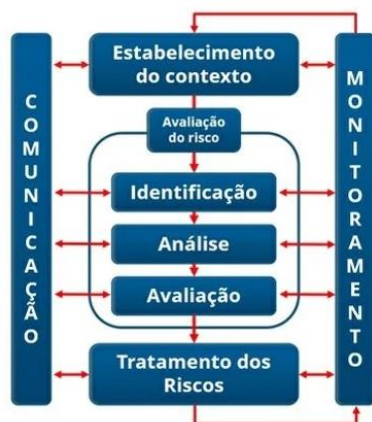 COMUNICAÇÃO
Estabelecimento
do contexto
Avaliação
do risco
Identificação
Análise
Avaliação
Tratamento dos
Riscos
MONITORAMENTO